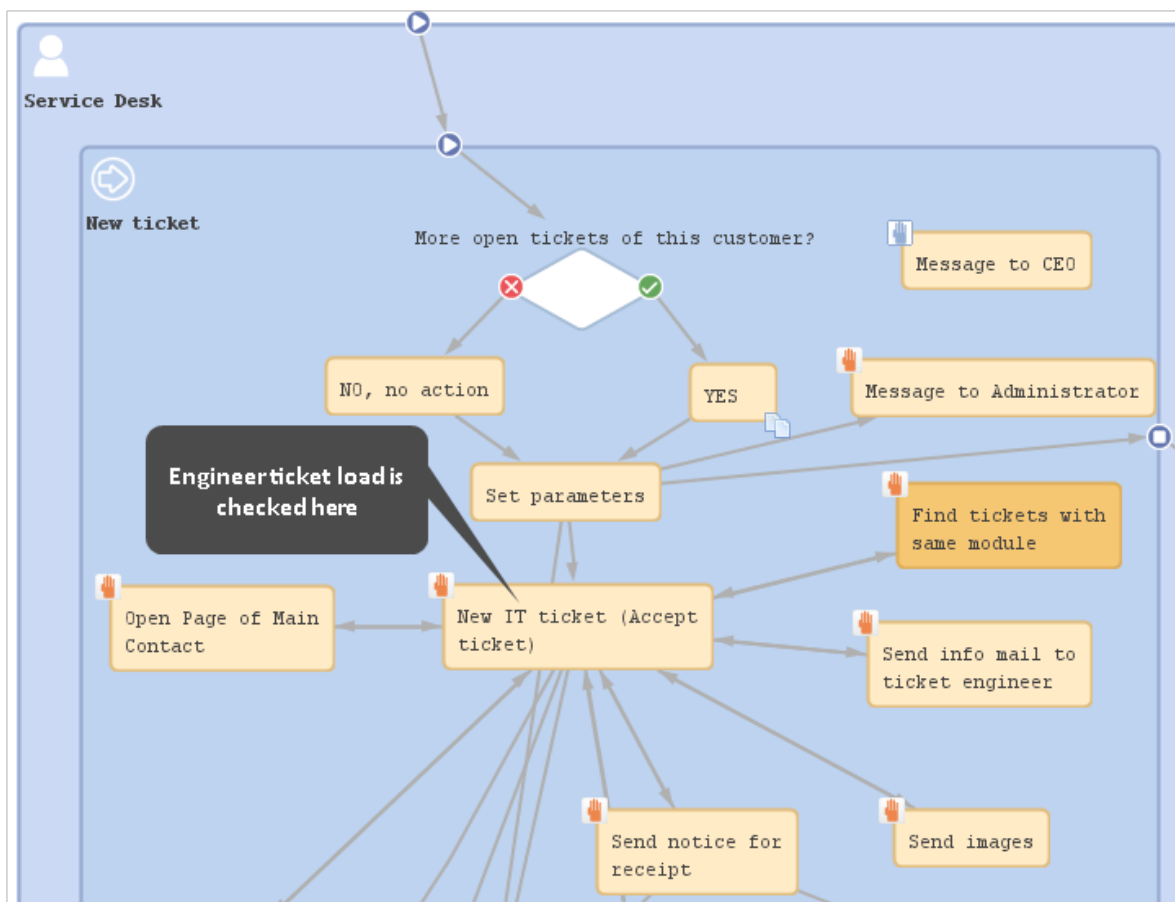 Service Desk
New ticket
More open tickets of this customer?
Message to CEO
NO, no action
YES
Message to Administrator
Engineer ticket load is
checked here
Set parameters
Find tickets with
same module
Open Page of Main
Contact
New IT ticket (Accept
ticket)
Send info mail to
ticket engineer
Send notice for
receipt
Send images